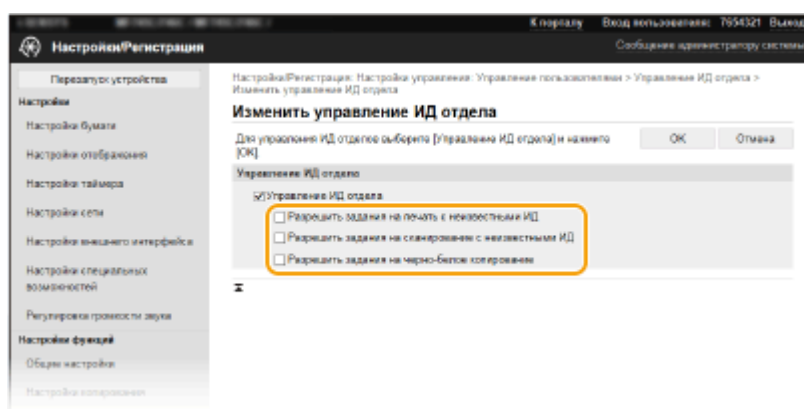 К порталу Вход пользователя: 7654321 Выход
Настройки/Регистрация
Сообщение администратору системы
Перезапуск устройства
Настройки
Настройки бумаги
Настройки отображения
Настройки таймера
Настройки сети
Настройки внешнего интерфейса
Настройки специальных
возможностей
Регулировка громкости звука
Настройки функций
Общие настройки
Настройки копирования
Настройки/Регистрация: Настройки управления: Управление пользователями > Управление ИД отдела >
Изменить управление ИД отдела
Изменить управление ИД отдела
Для управления ИД отделов выберите [Управление ИД отдела] и нажмите
[OK].
OK Отмена
Управление ИД отдела
Управление ИД отдела
Разрешить задания на печать с неизвестными ИД
Разрешить задания на сканирование с неизвестными ИД
Разрешить задания на черно-белое копирование